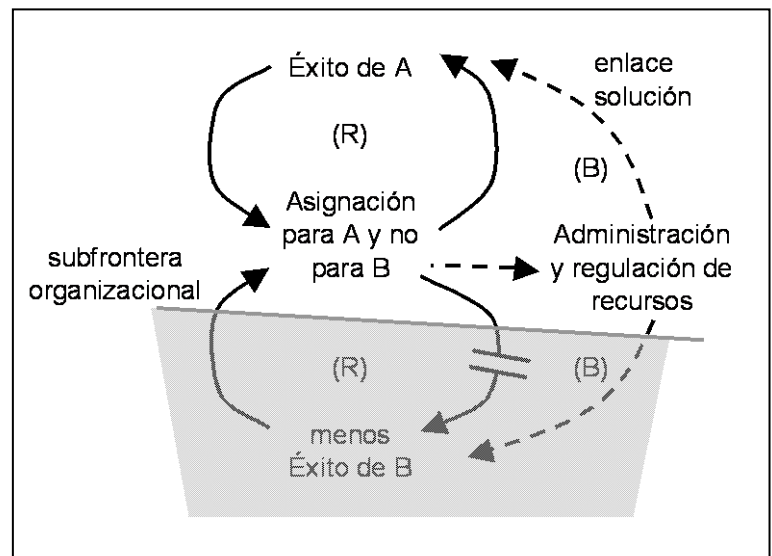 Éxito de A
enlace
solución
(R)
(B)
Asignación
para A y no
para B
subfrontera
organizacional
Administración
y regulación de
recursos
(R)
(B)
menos
Éxito de B